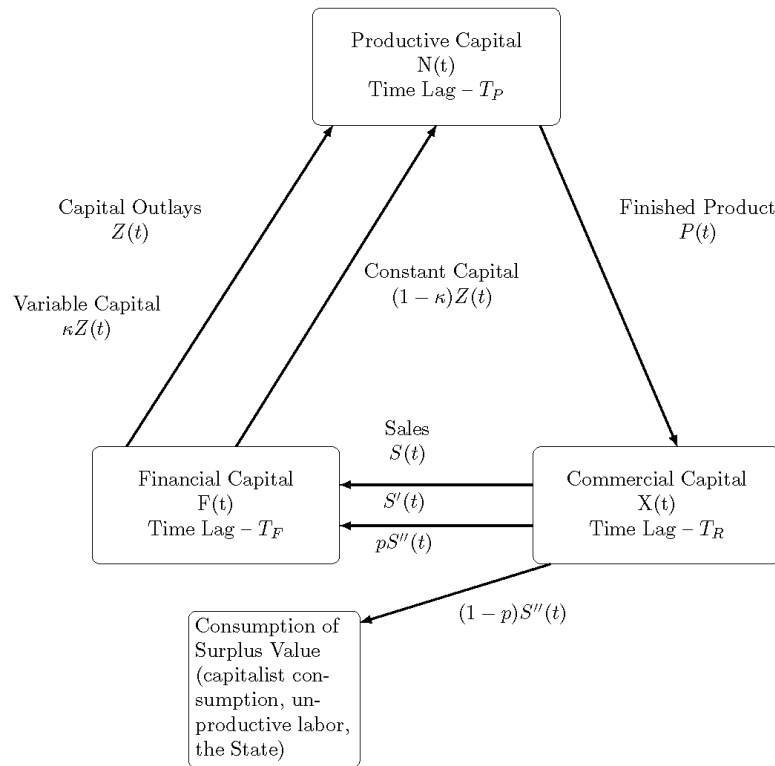 Productive Capital
N(t)
Time Lag – T_P
Capital Outlays
Z(t)
Finished Product
P(t)
Constant Capital
(1 − κ)Z(t)
Variable Capital
κZ(t)
Sales
S(t)
Financial Capital
F(t)
Time Lag – T_F
S′(t)
pS′′(t)
Commercial Capital
X(t)
Time Lag – T_R
(1 − p)S′′(t)
Consumption of
Surplus Value
(capitalist con-
sumption, un-
productive labor,
the State)